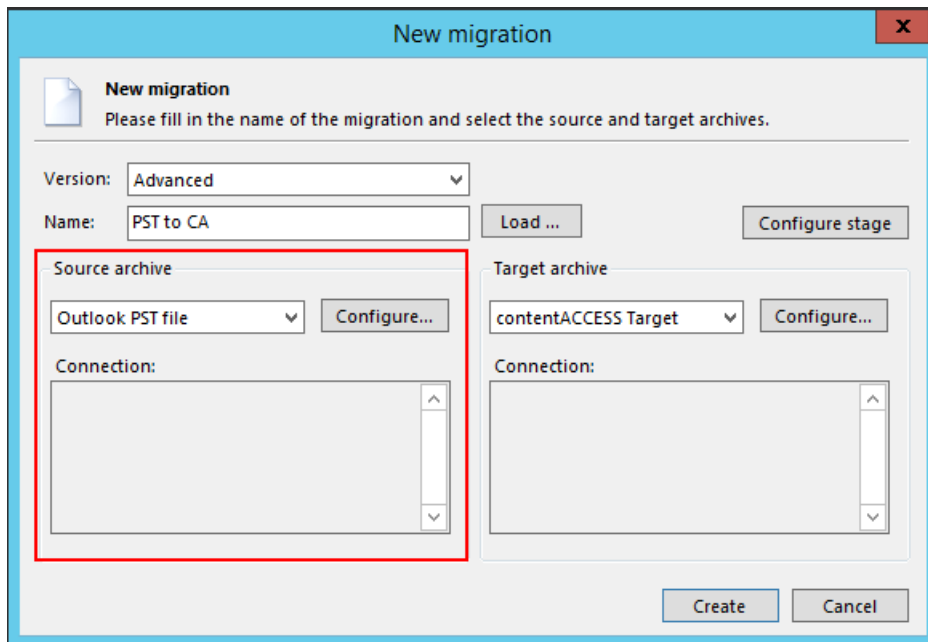 New migration
x
New migration
Please fill in the name of the migration and select the source and target archives.
Version: Advanced
Name: PST to CA Load ... Configure stage
Source archive Target archive
Outlook PST file Configure... contentACCESS Target Configure...
Connection: Connection:
Create Cancel